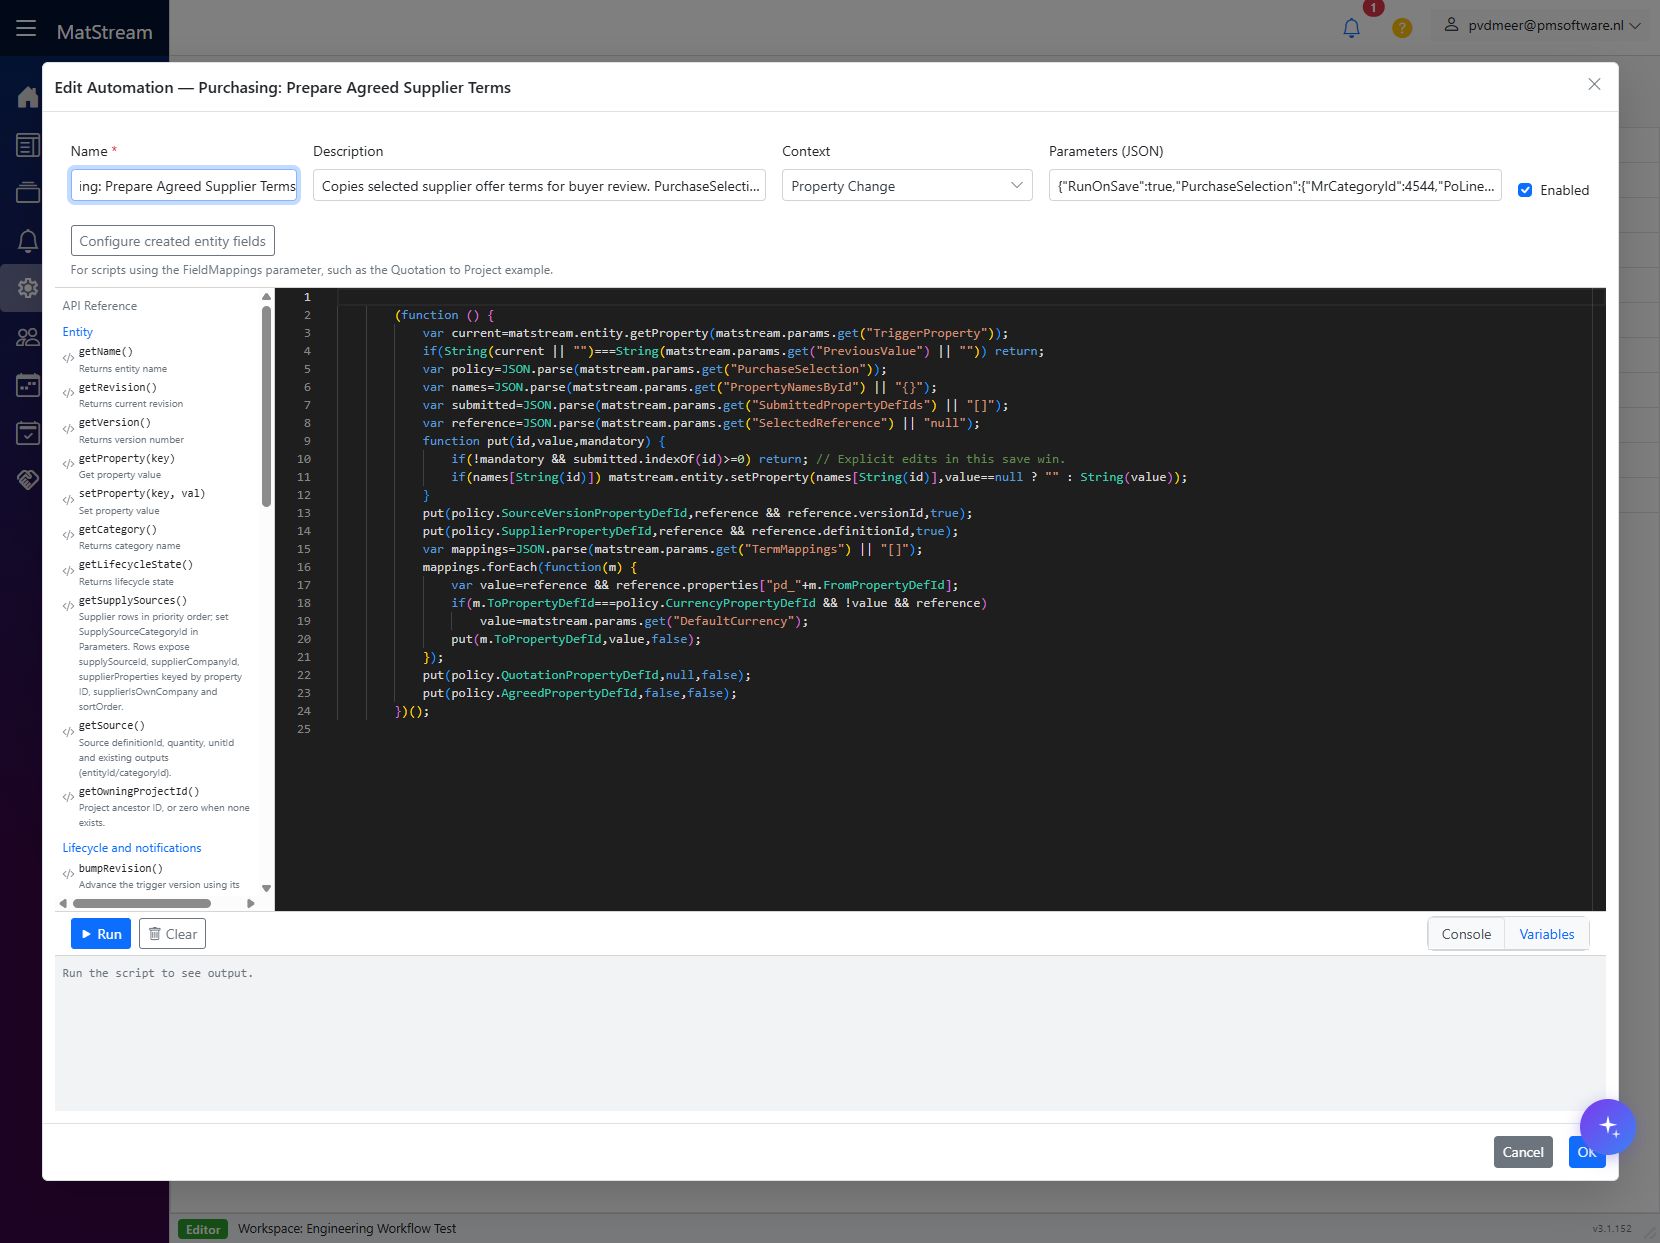 MatStream
1
?
pvdmeer@pmsoftware.nl
Edit Automation — Purchasing: Prepare Agreed Supplier Terms
Name *
Description
Context
Parameters (JSON)
ing: Prepare Agreed Supplier Terms
Copies selected supplier offer terms for buyer review. PurchaseSelecti...
Property Change
{"RunOnSave":true,"PurchaseSelection":{"MrCategoryId":4544,"PoLine...
Enabled
Configure created entity fields
For scripts using the FieldMappings parameter, such as the Quotation to Project example.
API Reference
Entity
getName()
Returns entity name
getRevision()
Returns current revision
getVersion()
Returns version number
getProperty(key)
Get property value
setProperty(key, val)
Set property value
getCategory()
Returns category name
getLifecycleState()
Returns lifecycle state
getSupplySources()
Supplier rows in priority order; set
SupplySourceCategoryId in
Parameters. Rows expose
supplySourceId, supplierCompanyId,
supplierProperties keyed by property
ID, supplierIsOwnCompany and
sortOrder.
getSource()
Source definitionId, quantity, unitId
and existing outputs
(entityId/categoryId).
getOwningProjectId()
Project ancestor ID, or zero when none
exists.
Lifecycle and notifications
bumpRevision()
Advance the trigger version using its
1
2 (function () {
3 var current=matstream.entity.getProperty(matstream.params.get("TriggerProperty"));
4 if(String(current || "")===String(matstream.params.get("PreviousValue") || "")) return;
5 var policy=JSON.parse(matstream.params.get("PurchaseSelection"));
6 var names=JSON.parse(matstream.params.get("PropertyNamesById") || "{}");
7 var submitted=JSON.parse(matstream.params.get("SubmittedPropertyDefIds") || "[]");
8 var reference=JSON.parse(matstream.params.get("SelectedReference") || "null");
9 function put(id,value,mandatory) {
10 if(!mandatory && submitted.indexOf(id)>=0) return; // Explicit edits in this save win.
11 if(names[String(id)]) matstream.entity.setProperty(names[String(id)],value==null ? "" : String(value));
12 }
13 put(policy.SourceVersionPropertyDefId,reference && reference.versionId,true);
14 put(policy.SupplierPropertyDefId,reference && reference.definitionId,true);
15 var mappings=JSON.parse(matstream.params.get("TermMappings") || "[]");
16 mappings.forEach(function(m) {
17 var value=reference && reference.properties["pd_"+m.FromPropertyDefId];
18 if(m.ToPropertyDefId===policy.CurrencyPropertyDefId && !value && reference)
19 value=matstream.params.get("DefaultCurrency");
20 put(m.ToPropertyDefId,value,false);
21 });
22 put(policy.QuotationPropertyDefId,null,false);
23 put(policy.AgreedPropertyDefId,false,false);
24 })();
25
Run
Clear
Console
Variables
Run the script to see output.
Cancel
OK
Editor
Workspace: Engineering Workflow Test
v3.1.152